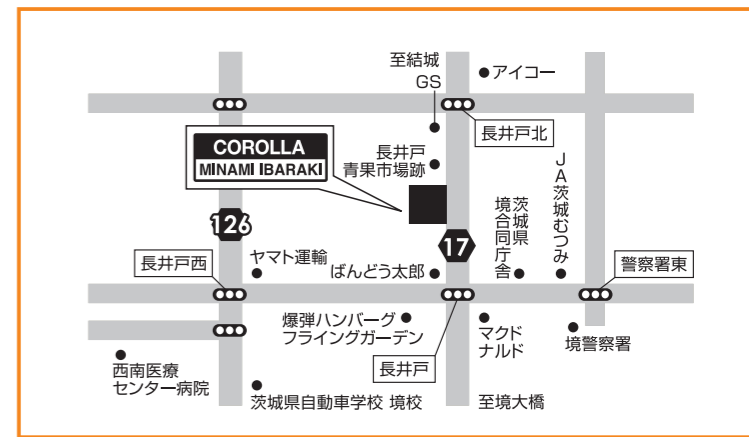 至結城
GS
アイコー
長井戸北
COROLLA
MINAMI IBARAKI
長井戸
青果市場跡
126
17
茨城県
境合同庁舎
JA茨城むつみ
長井戸西
ヤマト運輸
ばんどう太郎
警察署東
爆弾ハンバーグ
フライングガーデン
マクド
ナルド
境警察署
長井戸
西南医療
センター病院
茨城県自動車学校 境校
至境大橋